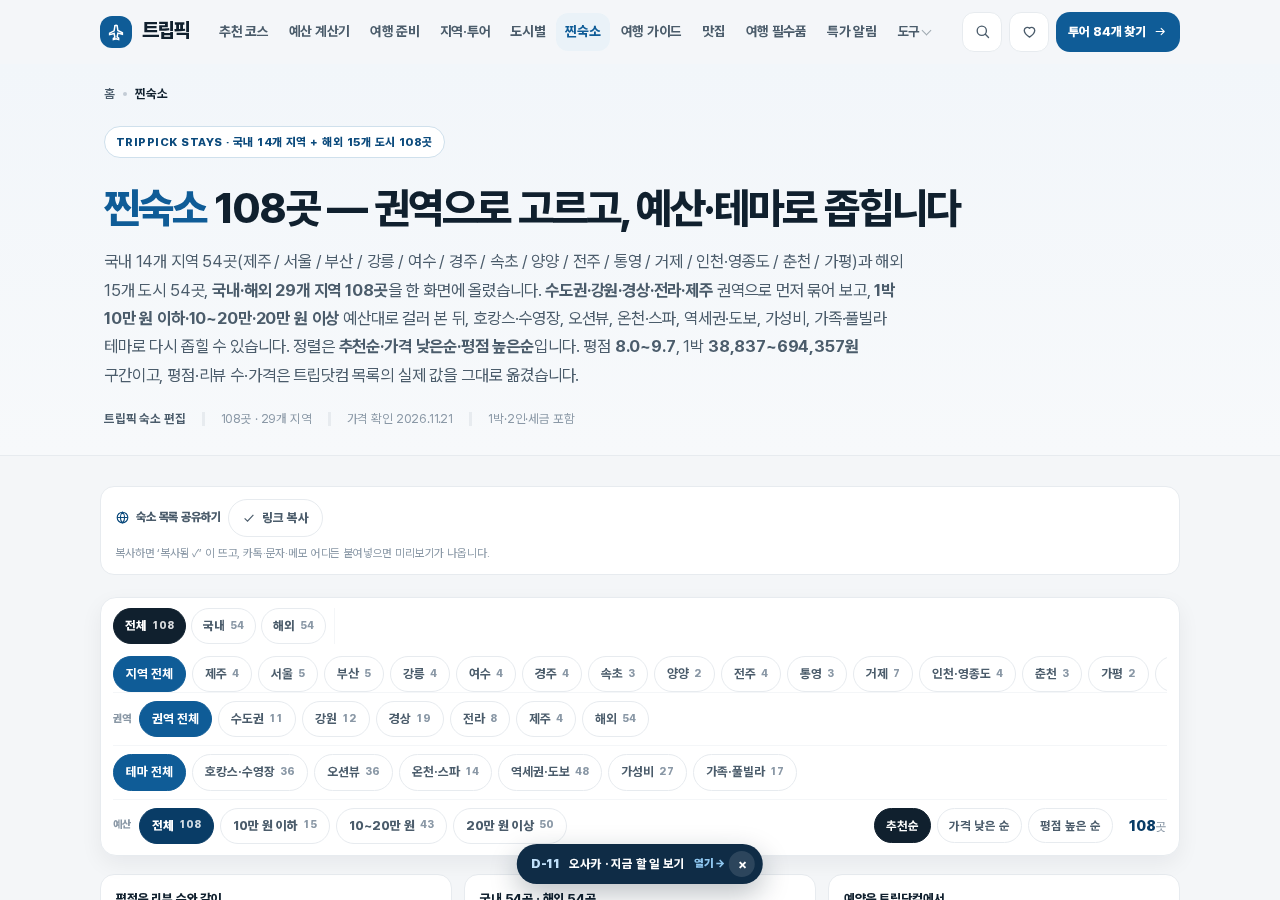 트립픽 추천 코스 예산 계산기 여행 준비 지역·투어 도시별 찐숙소 여행 가이드 맛집 여행 필수품 특가 알림 도구 투어 84개 찾기 →
홈 • 찐숙소
TRIPPICK STAYS · 국내 14개 지역 + 해외 15개 도시 108곳
찐숙소 108곳 — 권역으로 고르고, 예산·테마로 좁힙니다
국내 14개 지역 54곳(제주 / 서울 / 부산 / 강릉 / 여수 / 경주 / 속초 / 양양 / 전주 / 통영 / 거제 / 인천·영종도 / 춘천 / 가평)과 해외
15개 도시 54곳, 국내·해외 29개 지역 108곳을 한 화면에 올렸습니다. 수도권·강원·경상·전라·제주 권역으로 먼저 묶어 보고, 1박
10만 원 이하·10~20만·20만 원 이상 예산대로 걸러 본 뒤, 호캉스·수영장, 오션뷰, 온천·스파, 역세권·도보, 가성비, 가족·풀빌라
테마로 다시 좁힐 수 있습니다. 정렬은 추천순·가격 낮은순·평점 높은순입니다. 평점 8.0~9.7, 1박 38,837~694,357원
구간이고, 평점·리뷰 수·가격은 트립닷컴 목록의 실제 값을 그대로 옮겼습니다.
트립픽 숙소 편집 108곳 · 29개 지역 가격 확인 2026.11.21 1박·2인·세금 포함
숙소 목록 공유하기 링크 복사
복사하면 ‘복사됨 ✓’ 이 뜨고, 카톡·문자·메모 어디든 붙여넣으면 미리보기가 나옵니다.
전체 108 국내 54 해외 54
지역 전체 제주 4 서울 5 부산 5 강릉 4 여수 4 경주 4 속초 3 양양 2 전주 4 통영 3 거제 7 인천·영종도 4 춘천 3 가평 2
권역 권역 전체 수도권 11 강원 12 경상 19 전라 8 제주 4 해외 54
테마 전체 호캉스·수영장 36 오션뷰 36 온천·스파 14 역세권·도보 48 가성비 27 가족·풀빌라 17
예산 전체 108 10만 원 이하 15 10~20만 원 43 20만 원 이상 50 추천순 가격 낮은 순 평점 높은 순 108곳
D-11 오사카 · 지금 할 일 보기 열기 → ×
평점은 리뷰 수와 같이 국내 54곳 · 해외 54곳 예약은 트립닷컴에서